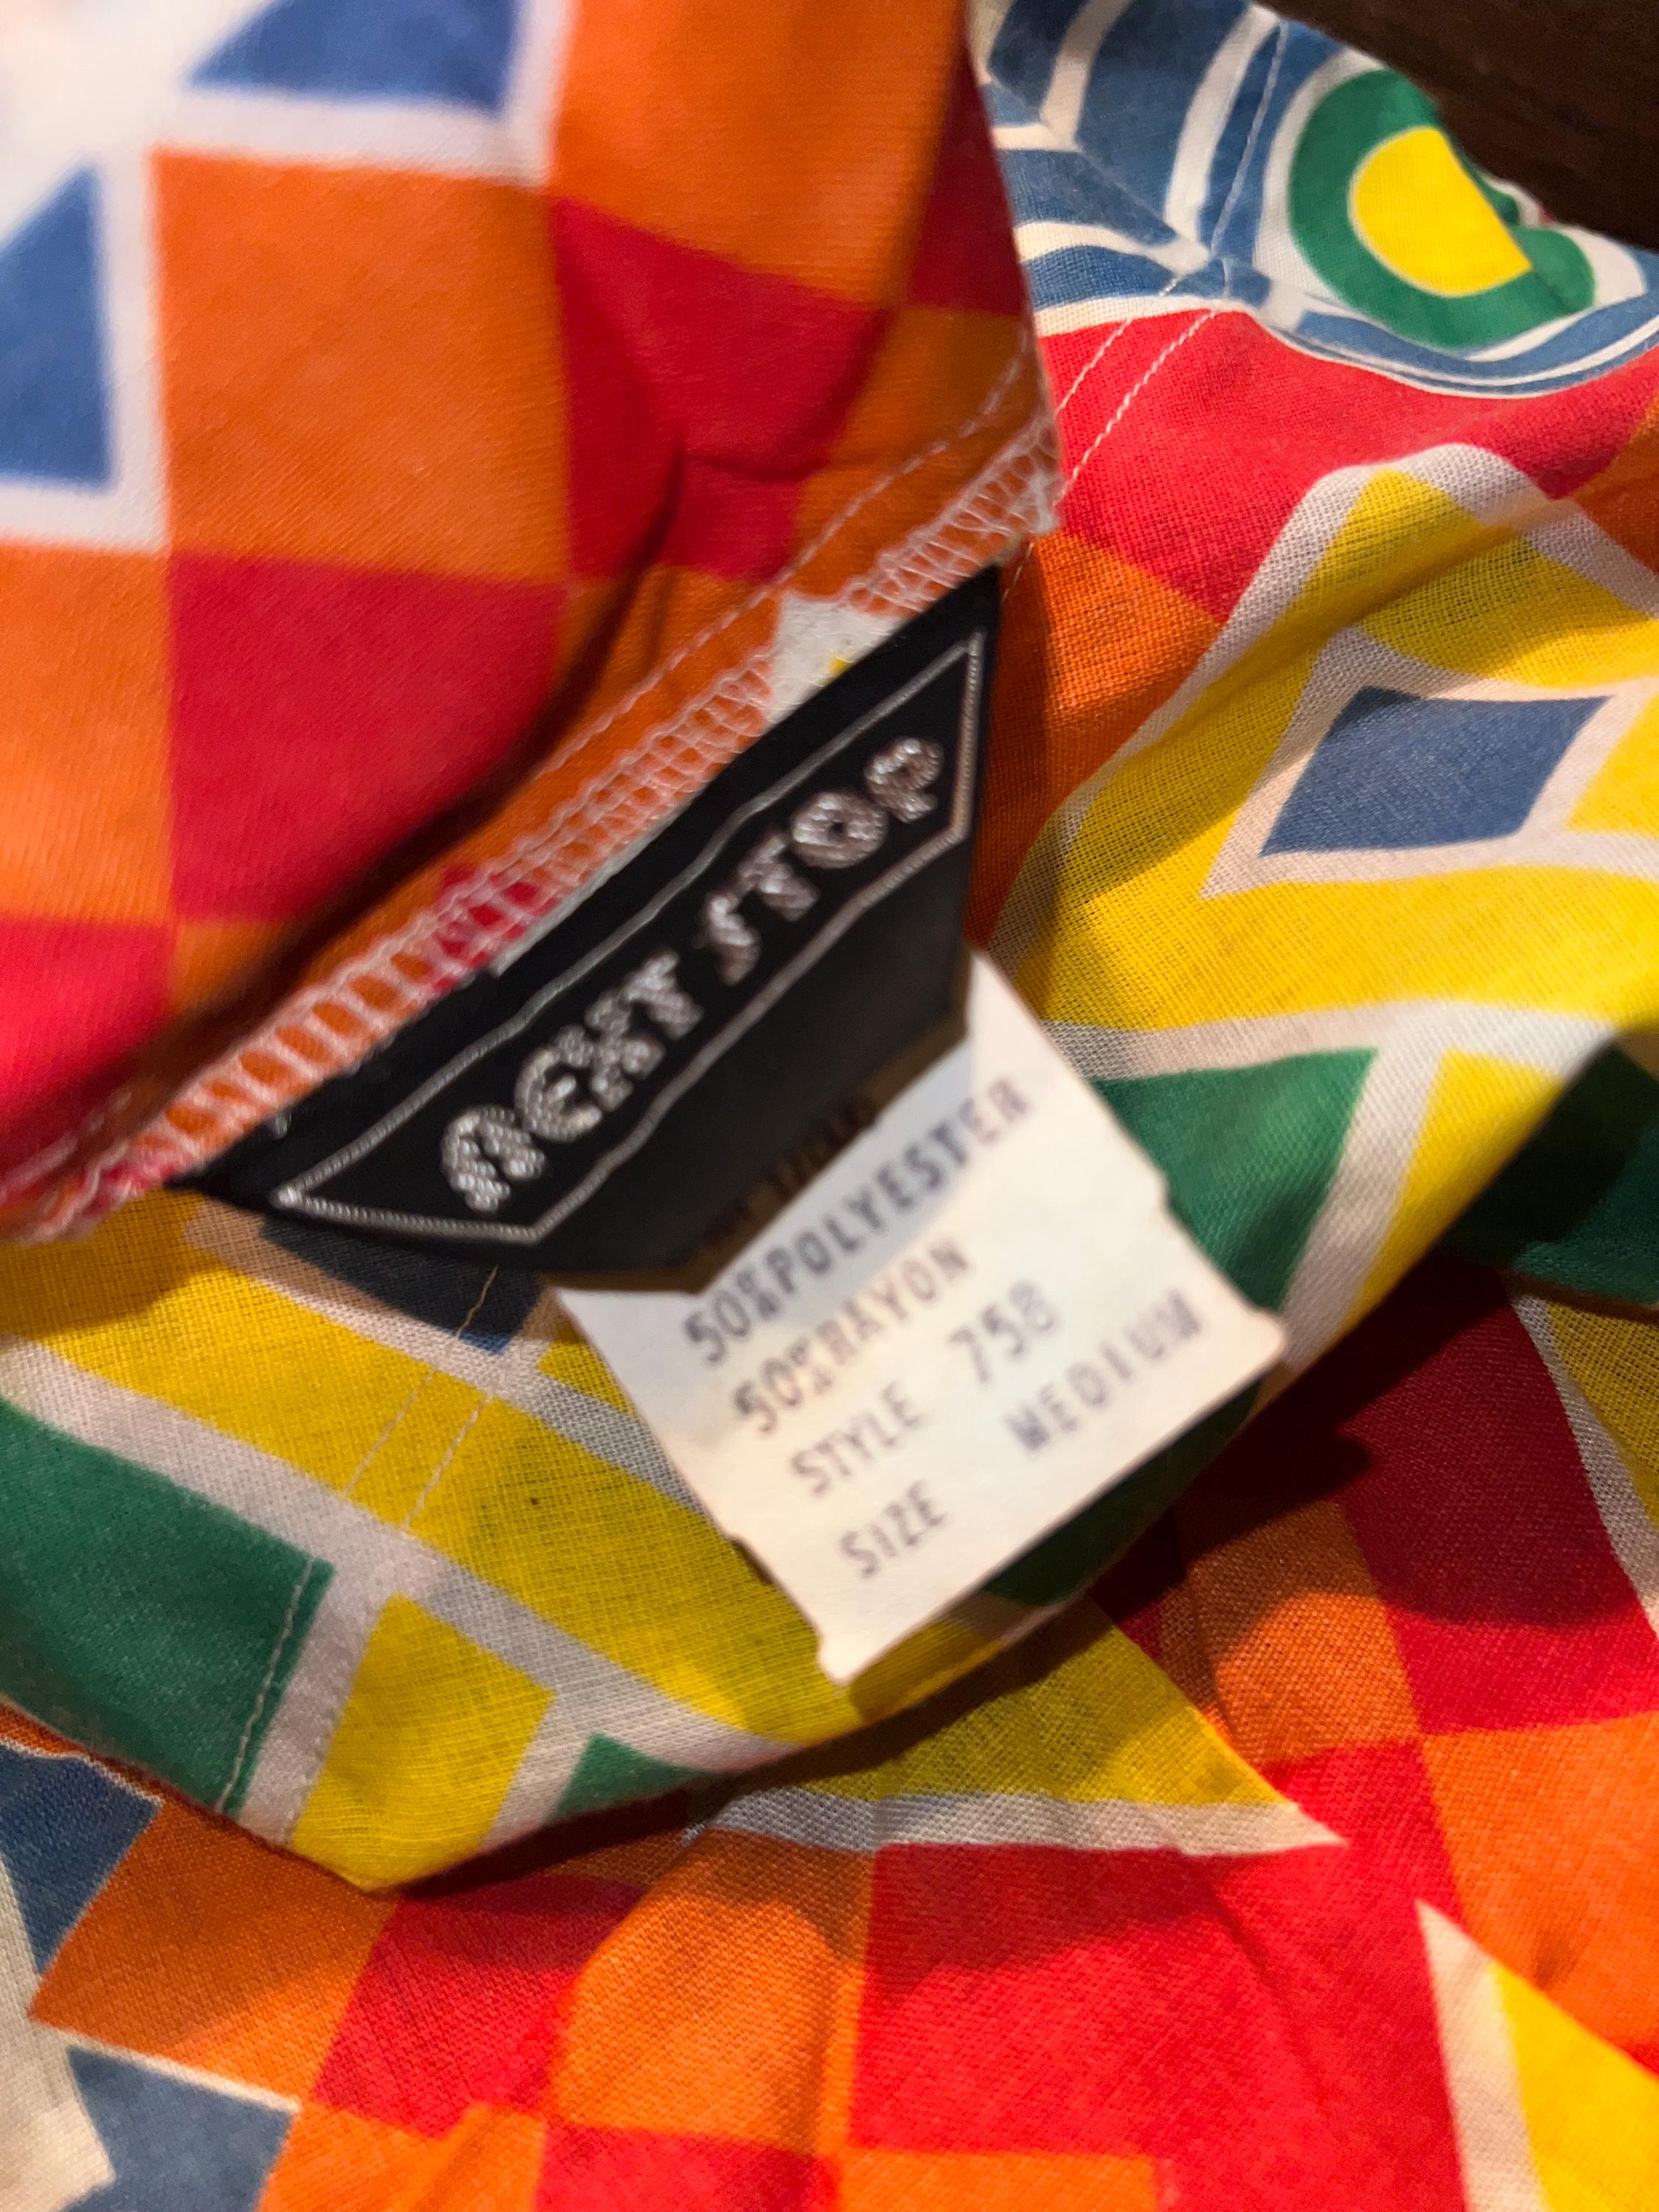 NEXT STOP
50%POLYESTER
50%RAYON
STYLE 758
SIZE MEDIUM